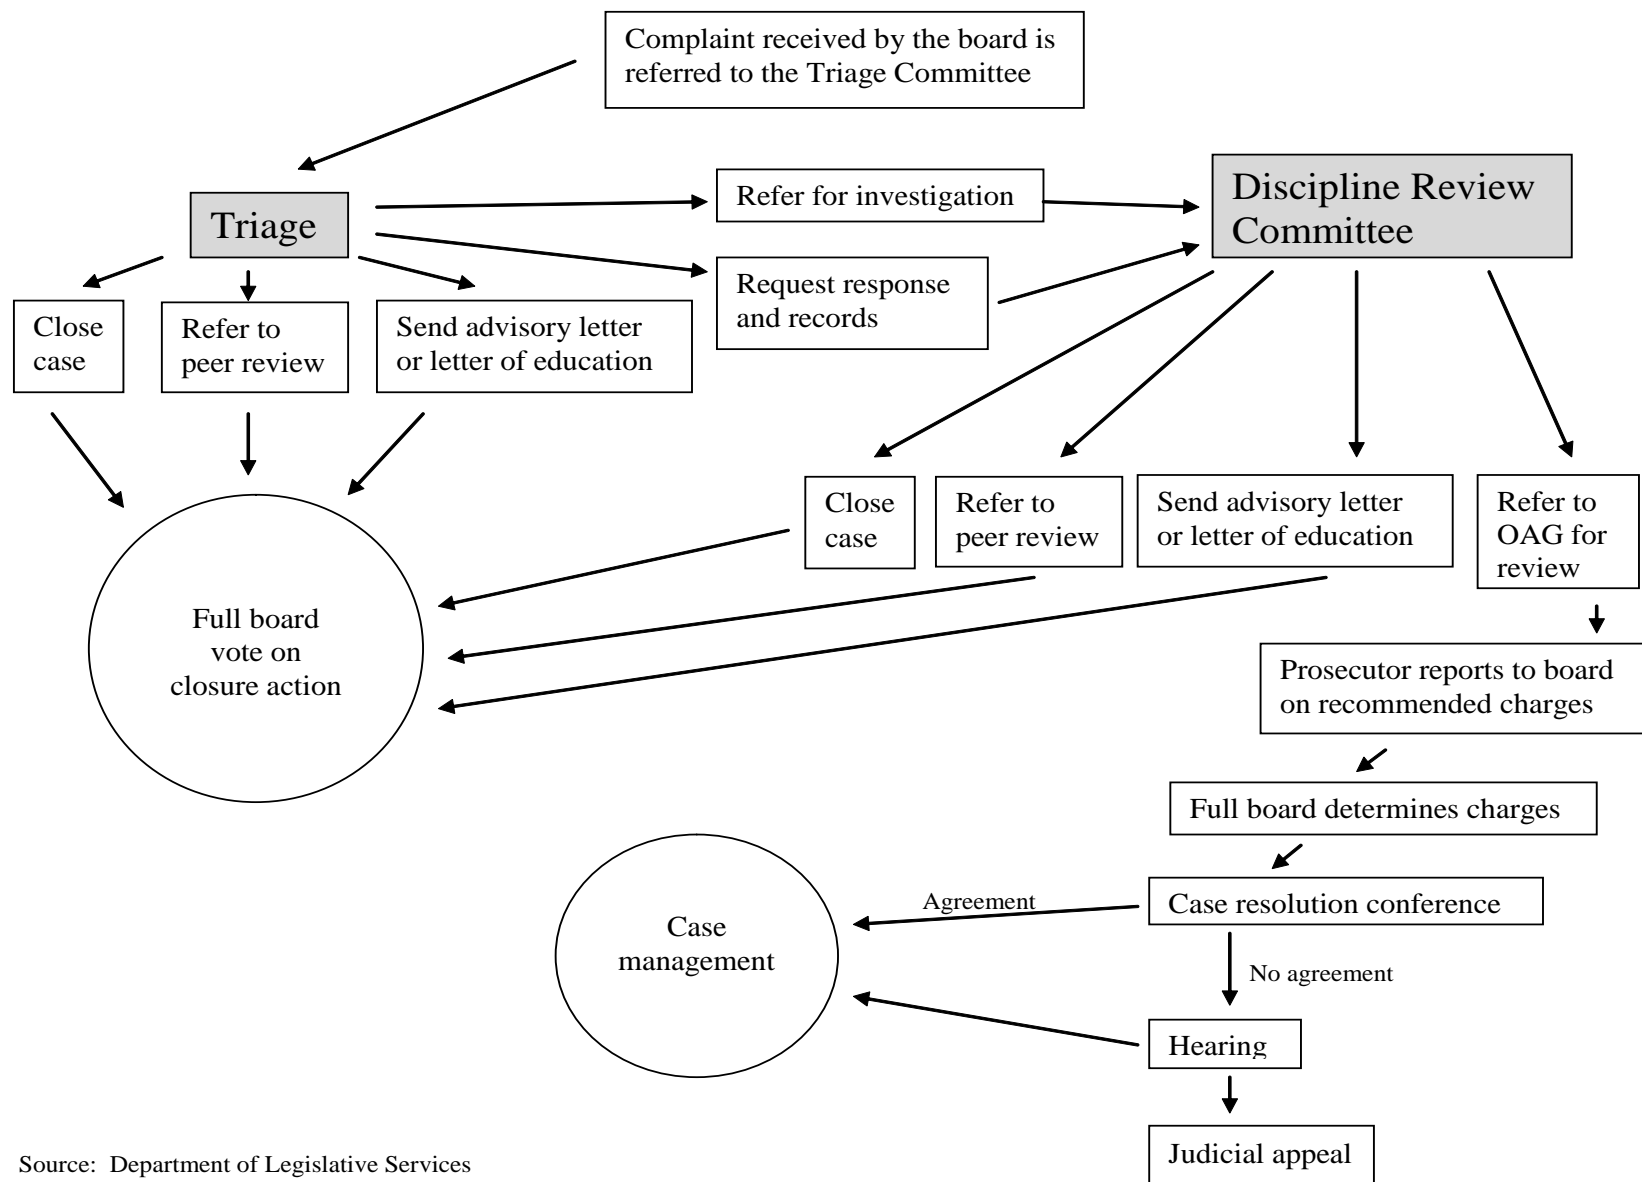 Complaint received by the board is
referred to the Triage Committee
Triage
Refer for investigation
Discipline Review
Committee
Request response
and records
Close
case
Refer to
peer review
Send advisory letter
or letter of education
Close
case
Refer to
peer review
Send advisory letter
or letter of education
Refer to
OAG for
review
Full board
vote on
closure action
Prosecutor reports to board
on recommended charges
Full board determines charges
Case resolution conference
Agreement
Case
management
No agreement
Hearing
Judicial appeal
Source:  Department of Legislative Services